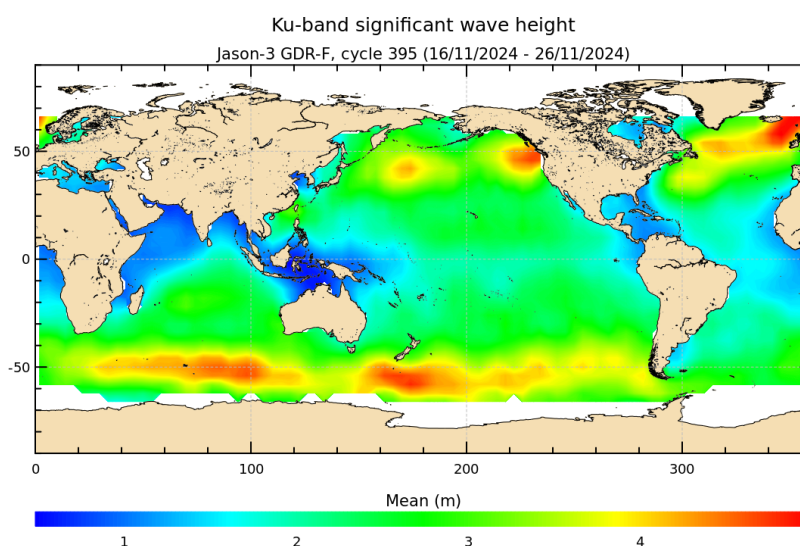 Ku-band significant wave height
Jason-3 GDR-F, cycle 395 (16/11/2024 - 26/11/2024)
50
0
-50
0 100 200 300
Mean (m)
1 2 3 4